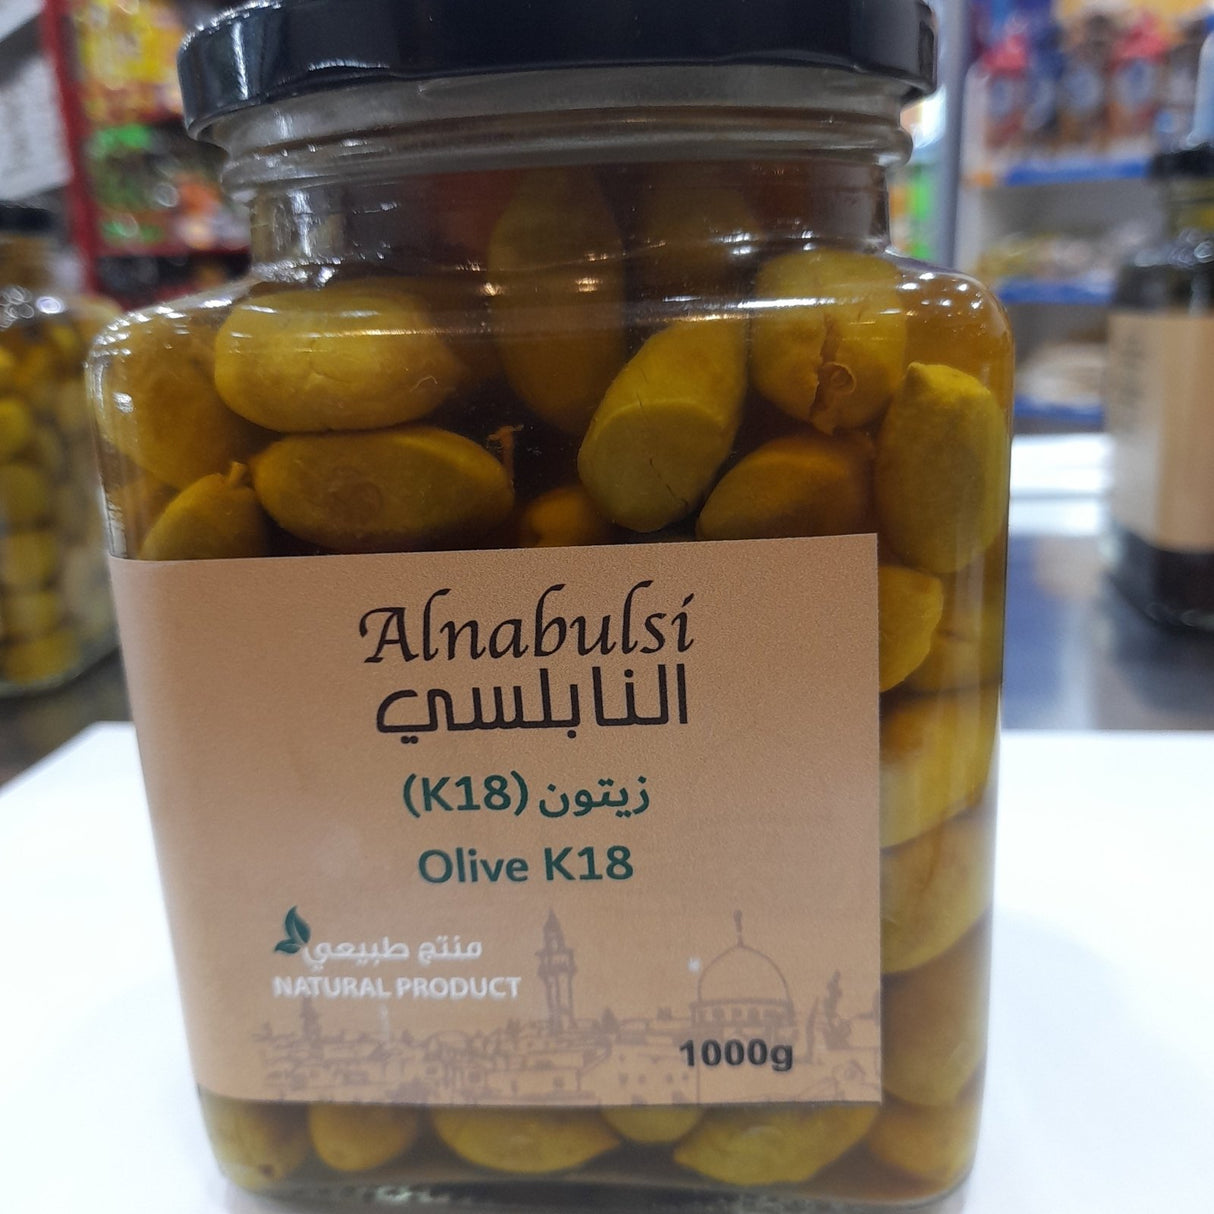 Alnabulsi
النابلسي
زيتون (K18)
Olive K18
منتج طبيعي
NATURAL PRODUCT
1000g